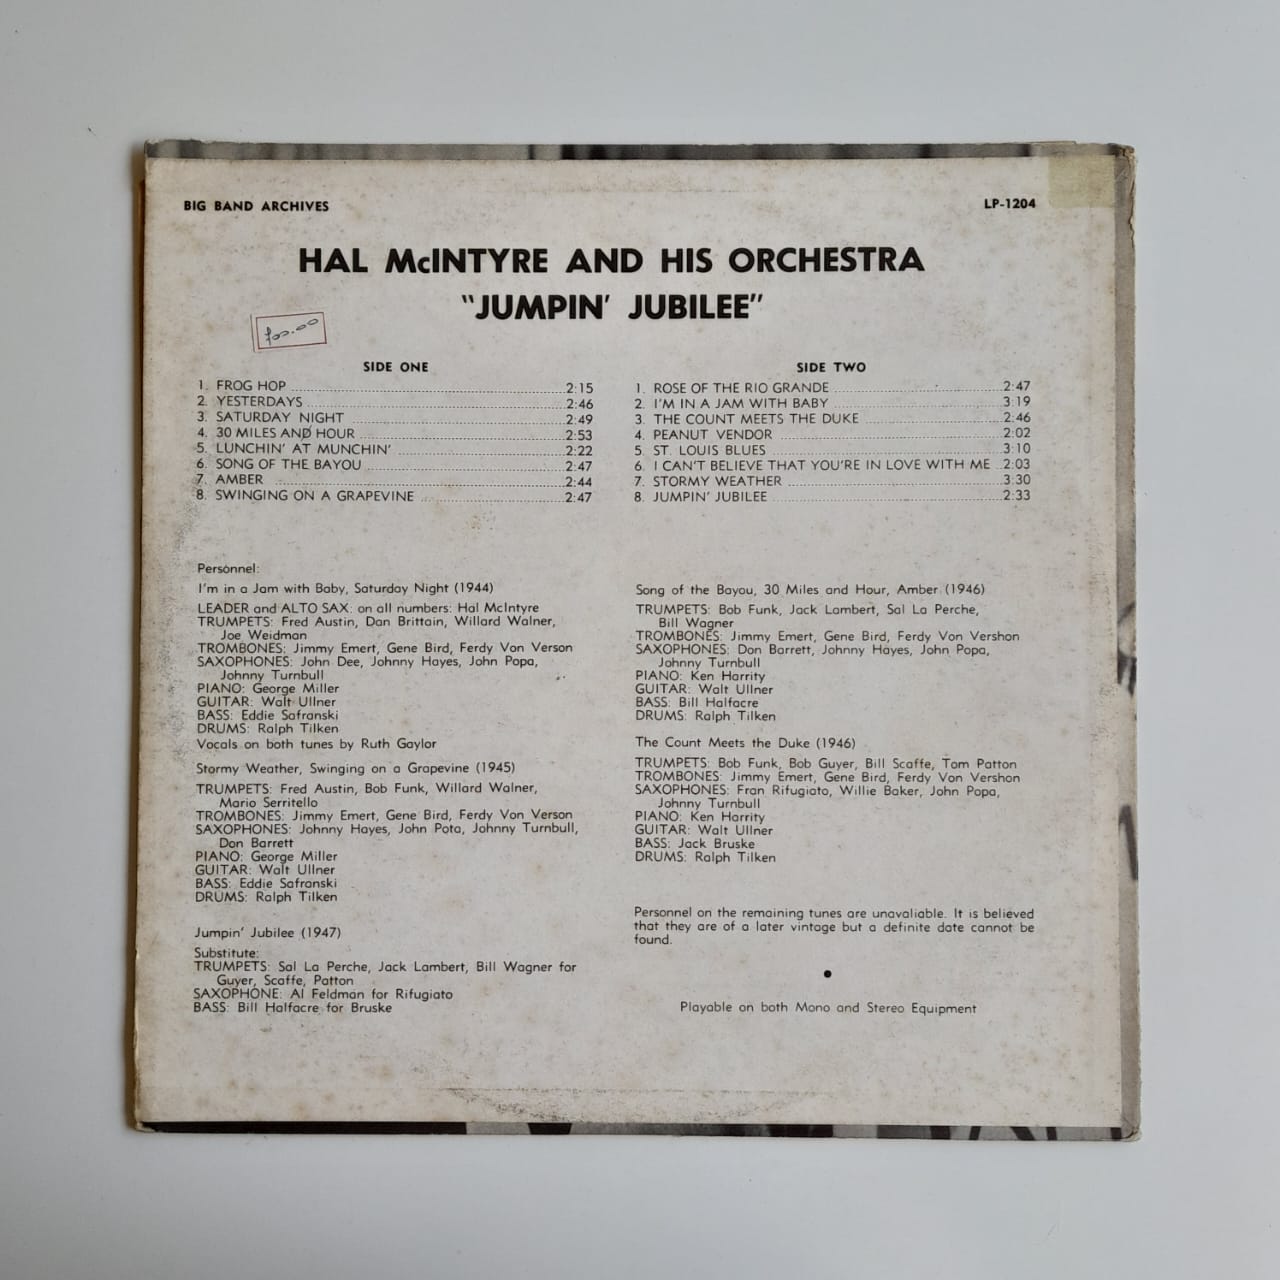 BIG BAND ARCHIVES
LP-1204
HAL McINTYRE AND HIS ORCHESTRA
"JUMPIN' JUBILEE"
SIDE ONE
1. FROG HOP 2:15
2. YESTERDAYS 2:46
3. SATURDAY NIGHT 2:49
4. 30 MILES AND HOUR 2:53
5. LUNCHIN' AT MUNCHIN' 2:22
6. SONG OF THE BAYOU 2:47
7. AMBER 2:44
8. SWINGING ON A GRAPEVINE 2:47
SIDE TWO
1. ROSE OF THE RIO GRANDE 2:47
2. I'M IN A JAM WITH BABY 3:19
3. THE COUNT MEETS THE DUKE 2:46
4. PEANUT VENDOR 2:02
5. ST. LOUIS BLUES 3:10
6. I CAN'T BELIEVE THAT YOU'RE IN LOVE WITH ME 2:03
7. STORMY WEATHER 3:30
8. JUMPIN' JUBILEE 2:33
Personnel:
I'm in a Jam with Baby, Saturday Night (1944)
LEADER and ALTO SAX: on all numbers: Hal McIntyre
TRUMPETS: Fred Austin, Dan Brittain, Willard Walner,
Joe Weidman
TROMBONES: Jimmy Emert, Gene Bird, Ferdy Von Verson
SAXOPHONES: John Dee, Johnny Hayes, John Popa,
Johnny Turnbull
PIANO: George Miller
GUITAR: Walt Ullner
BASS: Eddie Safranski
DRUMS: Ralph Tilken
Vocals on both tunes by Ruth Gaylor
Stormy Weather, Swinging on a Grapevine (1945)
TRUMPETS: Fred Austin, Bob Funk, Willard Walner,
Mario Serritello
TROMBONES: Jimmy Emert, Gene Bird, Ferdy Von Verson
SAXOPHONES: Johnny Hayes, John Pota, Johnny Turnbull,
Don Barrett
PIANO: George Miller
GUITAR: Walt Ullner
BASS: Eddie Safranski
DRUMS: Ralph Tilken
Jumpin' Jubilee (1947)
Substitute:
TRUMPETS: Sal La Perche, Jack Lambert, Bill Wagner for
Guyer, Scaffe, Patton
SAXOPHONE: Al Feldman for Rifugiato
BASS: Bill Halfacre for Bruske
Song of the Bayou, 30 Miles and Hour, Amber (1946)
TRUMPETS: Bob Funk, Jack Lambert, Sal La Perche,
Bill Wagner
TROMBONES: Jimmy Emert, Gene Bird, Ferdy Von Vershon
SAXOPHONES: Don Barrett, Johnny Hayes, John Popa,
Johnny Turnbull
PIANO: Ken Harrity
GUITAR: Walt Ullner
BASS: Bill Halfacre
DRUMS: Ralph Tilken
The Count Meets the Duke (1946)
TRUMPETS: Bob Funk, Bob Guyer, Bill Scaffe, Tom Patton
TROMBONES: Jimmy Emert, Gene Bird, Ferdy Von Vershon
SAXOPHONES: Fran Rifugiato, Willie Baker, John Popa,
Johnny Turnbull
PIANO: Ken Harrity
GUITAR: Walt Ullner
BASS: Jack Bruske
DRUMS: Ralph Tilken
Personnel on the remaining tunes are unavaliable. It is believed
that they are of a later vintage but a definite date cannot be
found.
Playable on both Mono and Stereo Equipment